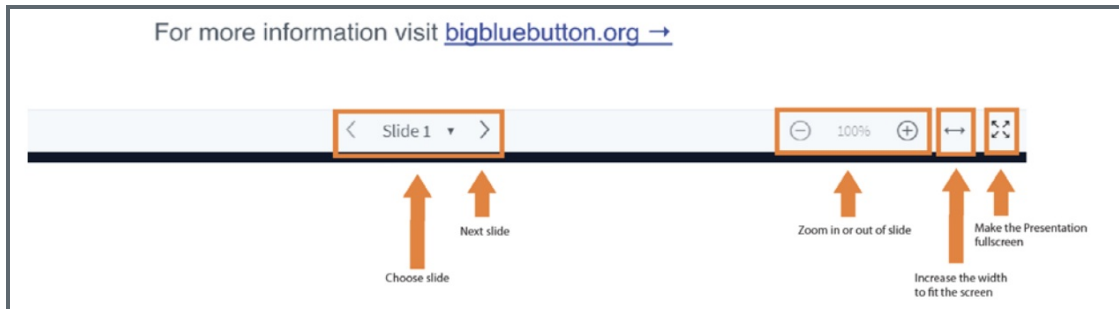 For more information visit bigbluebutton.org →
Slide 1
100%
Next slide
Zoom in or out of slide
Make the Presentation
fullscreen
Choose slide
Increase the width
to fit the screen